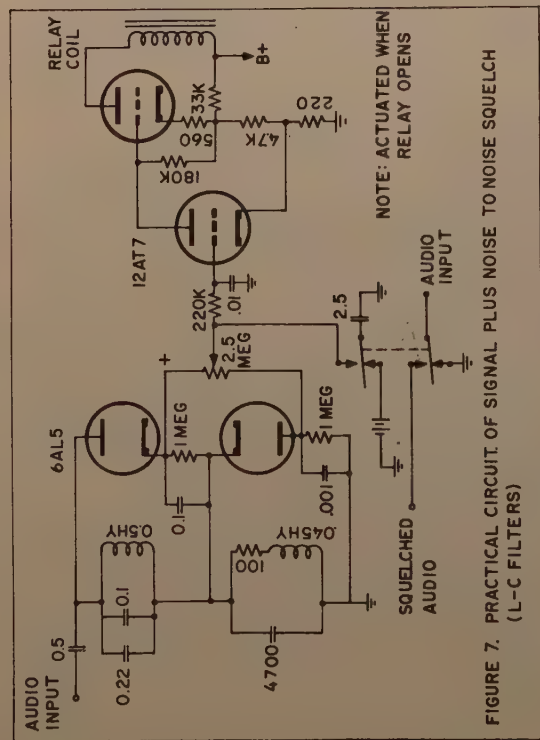 AUDIO
INPUT
0.5
0.22
0.1
0.5HY
4700
100
.045HY
6AL5
0.1
1 MEG
.001
1 MEG
+
2.5
MEG
220K
.01
12AT7
180K
560
33K
4.7K
220
RELAY
COIL
B+
NOTE: ACTUATED WHEN
RELAY OPENS
2.5
AUDIO
INPUT
SQUELCHED
AUDIO
FIGURE 7. PRACTICAL CIRCUIT OF SIGNAL PLUS NOISE TO NOISE SQUELCH
(L-C FILTERS)